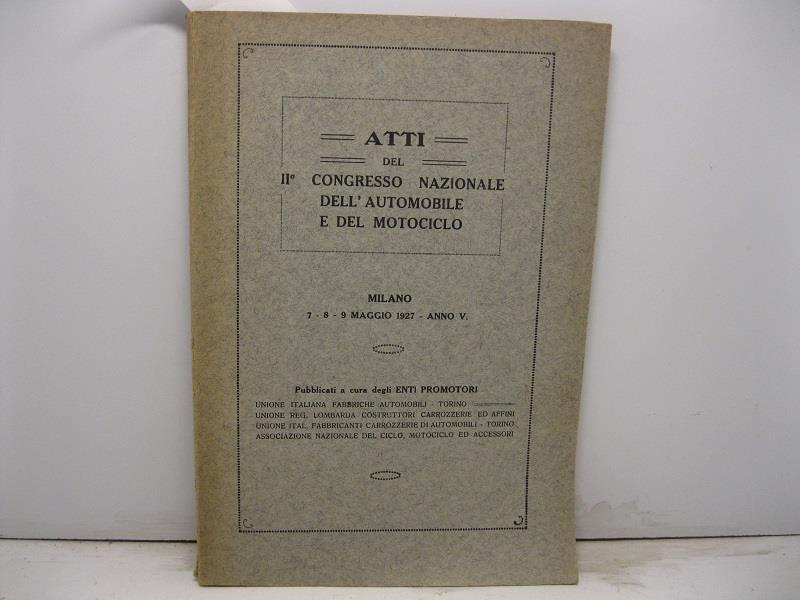 ATTI
DEL
IIº CONGRESSO NAZIONALE
DELL'AUTOMOBILE
E DEL MOTOCICLO
MILANO
7 - 8 - 9 MAGGIO 1927 - ANNO V.
Pubblicati a cura degli ENTI PROMOTORI
UNIONE ITALIANA FABBRICHE AUTOMOBILI - TORINO
UNIONE REG. LOMBARDA COSTRUTTORI CARROZZERIE ED AFFINI
UNIONE ITAL. FABBRICANTI CARROZZERIE DI AUTOMOBILI - TORINO
ASSOCIAZIONE NAZIONALE DEL CICLO, MOTOCICLO ED ACCESSORI